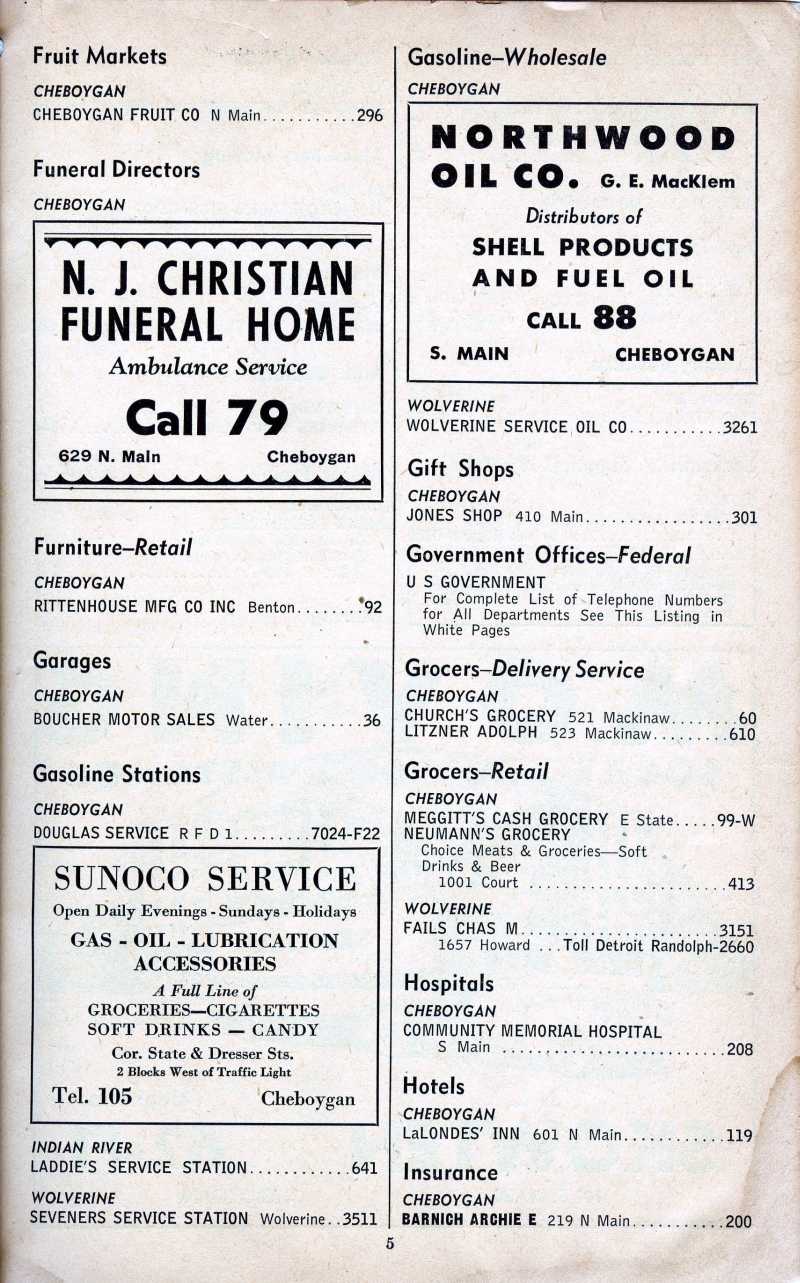 Fruit Markets
CHEBOYGAN
CHEBOYGAN FRUIT CO N Main...........296
Funeral Directors
CHEBOYGAN
N. J. CHRISTIAN
FUNERAL HOME
Ambulance Service
Call 79
629 N. Main Cheboygan
Furniture—Retail
CHEBOYGAN
RITTENHOUSE MFG CO INC Benton........92
Garages
CHEBOYGAN
BOUCHER MOTOR SALES Water...........36
Gasoline Stations
CHEBOYGAN
DOUGLAS SERVICE R F D 1.........7024-F22
SUNOCO SERVICE
Open Daily Evenings - Sundays - Holidays
GAS - OIL - LUBRICATION
ACCESSORIES
A Full Line of
GROCERIES—CIGARETTES
SOFT DRINKS — CANDY
Cor. State & Dresser Sts.
2 Blocks West of Traffic Light
Tel. 105 Cheboygan
INDIAN RIVER
LADDIE'S SERVICE STATION............641
WOLVERINE
SEVENERS SERVICE STATION Wolverine..3511
Gasoline—Wholesale
CHEBOYGAN
NORTHWOOD
OIL CO. G. E. MacKlem
Distributors of
SHELL PRODUCTS
AND FUEL OIL
CALL 88
S. MAIN CHEBOYGAN
WOLVERINE
WOLVERINE SERVICE OIL CO...........3261
Gift Shops
CHEBOYGAN
JONES SHOP 410 Main.................301
Government Offices—Federal
U S GOVERNMENT
For Complete List of Telephone Numbers
for All Departments See This Listing in
White Pages
Grocers—Delivery Service
CHEBOYGAN
CHURCH'S GROCERY 521 Mackinaw........60
LITZNER ADOLPH 523 Mackinaw.........610
Grocers—Retail
CHEBOYGAN
MEGGITT'S CASH GROCERY E State.....99-W
NEUMANN'S GROCERY
Choice Meats & Groceries—Soft
Drinks & Beer
1001 Court .......................413
WOLVERINE
FAILS CHAS M.......................3151
1657 Howard ...Toll Detroit Randolph-2660
Hospitals
CHEBOYGAN
COMMUNITY MEMORIAL HOSPITAL
S Main ..........................208
Hotels
CHEBOYGAN
LaLONDES' INN 601 N Main............119
Insurance
CHEBOYGAN
BARNICH ARCHIE E 219 N Main...........200
5